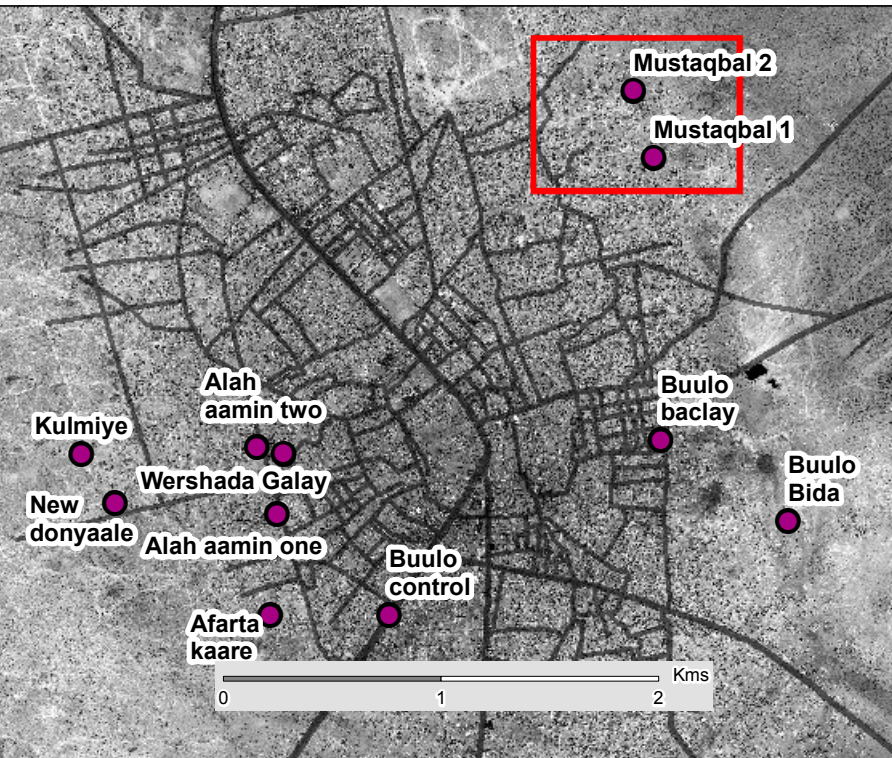 Mustaqbal 2
Mustaqbal 1
Alah
aamin two
Buulo
baclay
Kulmiye
Buulo
Bida
Wershada Galay
New
donyaale
Alah aamin one
Buulo
control
Afarta
kaare
Kms
0 1 2